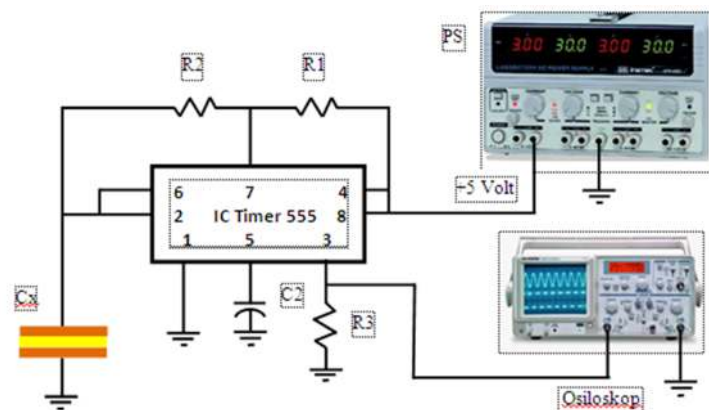 PS
3.00 30.0 3.00 30.0
R2
R1
6 7 4
2 IC Timer 555 8
1 5 3
+5 Volt
Cx
C2
R3
Osiloskop